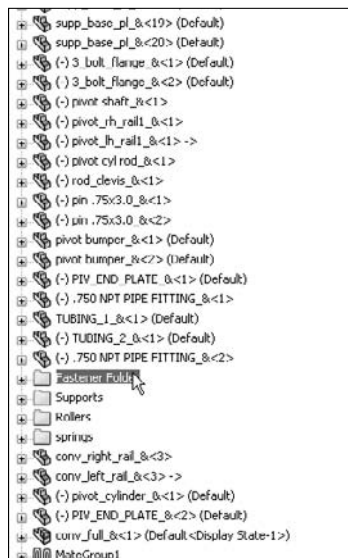 supp_base_pl_&<19> (Default)
supp_base_pl_&<20> (Default)
(-) 3_bolt_flange_&<1> (Default)
(-) 3_bolt_flange_&<2> (Default)
(-) pivot shaft_&<1>
(-) pivot_rh_rail1_&<1>
(-) pivot_lh_rail1_&<1> ->
(-) pivot cyl rod_&<1>
(-) rod_clevis_&<1>
(-) pin .75x3.0_&<1>
(-) pin .75x3.0_&<2>
pivot bumper_&<1> (Default)
pivot bumper_&<2> (Default)
(-) PIV_END_PLATE_&<1> (Default)
(-) .750 NPT PIPE FITTING_&<1>
TUBING_1_&<1> (Default)
(-) TUBING_2_&<1> (Default)
(-) .750 NPT PIPE FITTING_&<2>
Fastener Folder
Supports
Rollers
springs
conv_right_rail_&<3>
conv_left_rail_&<3> ->
(-) pivot_cylinder_&<1> (Default)
(-) PIV_END_PLATE_&<2> (Default)
conv_full_&<1> (Default<Display State-1>)
MateGroup1